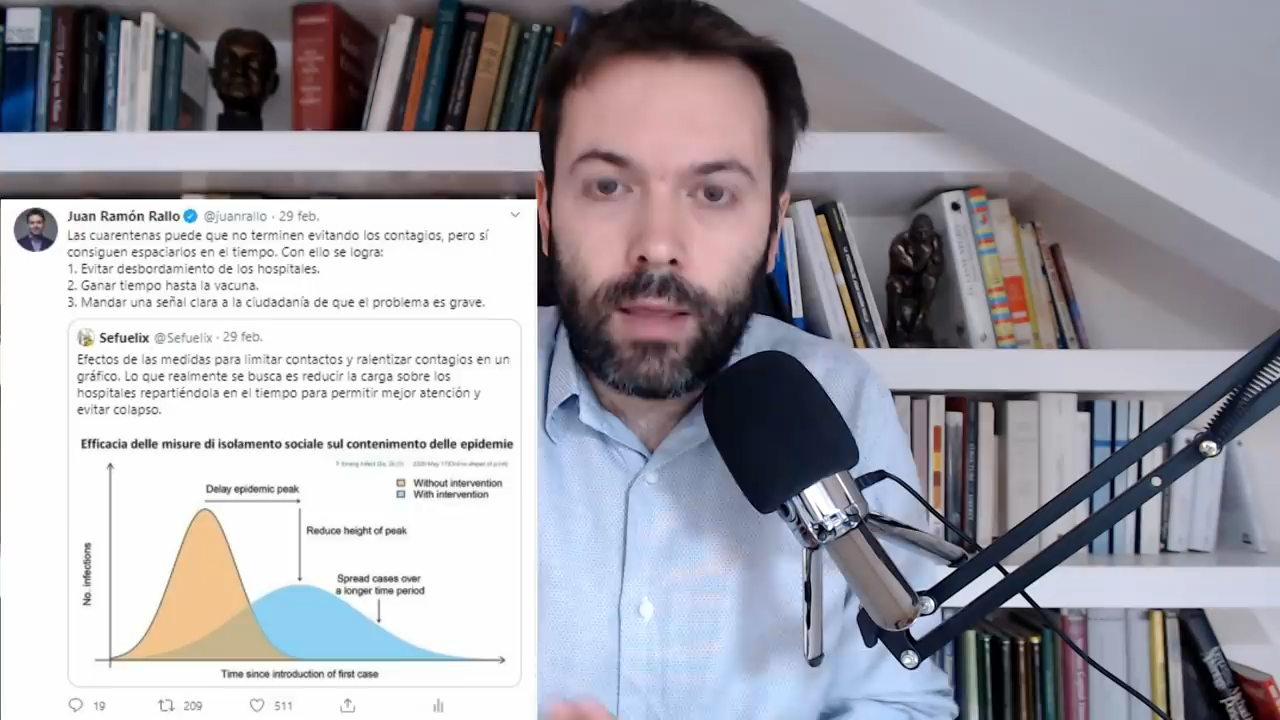 Juan Ramón Rallo @juanrallo · 29 feb.
Las cuarentenas puede que no terminen evitando los contagios, pero sí
consiguen espaciarlos en el tiempo. Con ello se logra:
1. Evitar desbordamiento de los hospitales.
2. Ganar tiempo hasta la vacuna.
3. Mandar una señal clara a la ciudadanía de que el problema es grave.
Sefuelix @Sefuelix · 29 feb.
Efectos de las medidas para limitar contactos y ralentizar contagios en un
gráfico. Lo que realmente se busca es reducir la carga sobre los
hospitales repartiéndola en el tiempo para permitir mejor atención y
evitar colapso.
Efficacia delle misure di isolamento sociale sul contenimento delle epidemie
Without intervention
With intervention
Delay epidemic peak
Reduce height of peak
Spread cases over
a longer time period
No. infections
Time since introduction of first case
19 209 511